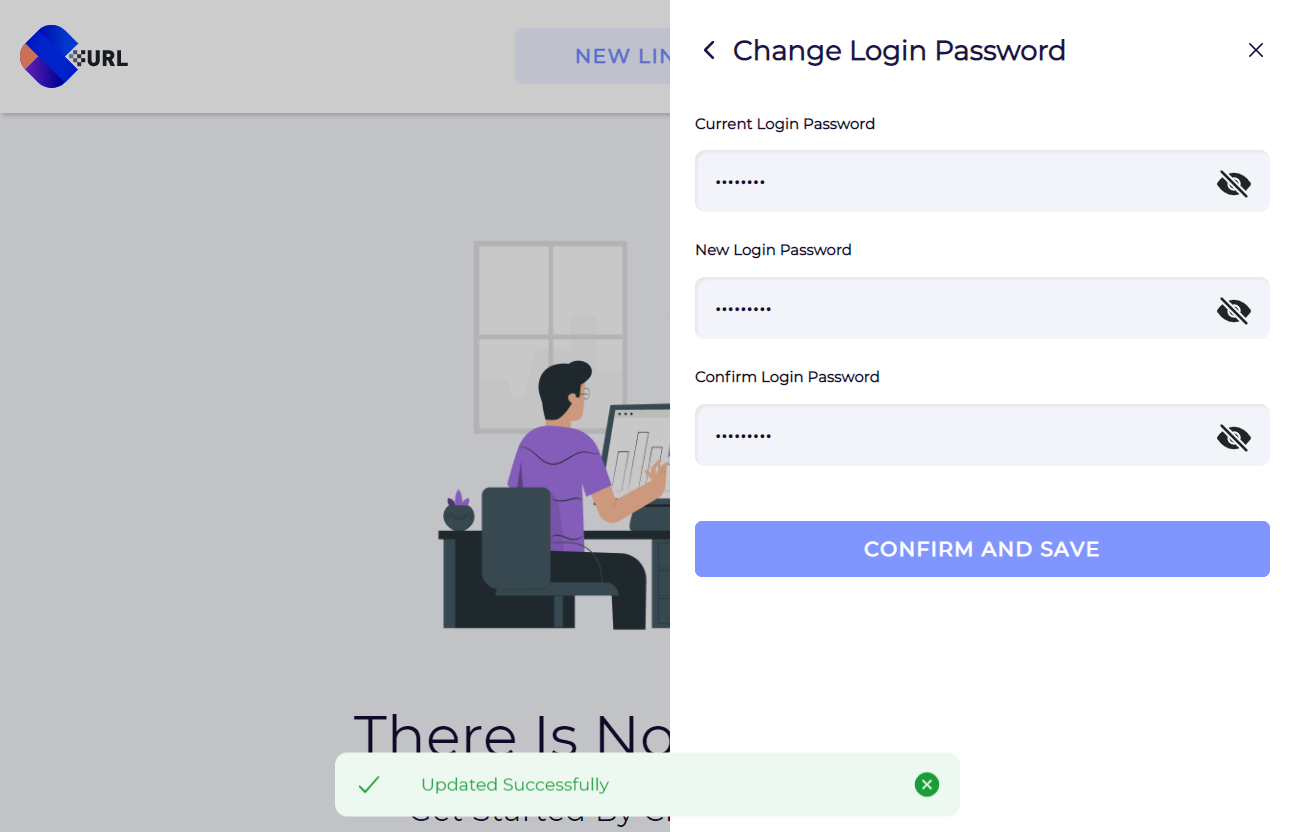 URL
NEW LIN
Change Login Password
Current Login Password
••••••••
New Login Password
•••••••••
Confirm Login Password
•••••••••
CONFIRM AND SAVE
There Is No
Updated Successfully
Get Started By C